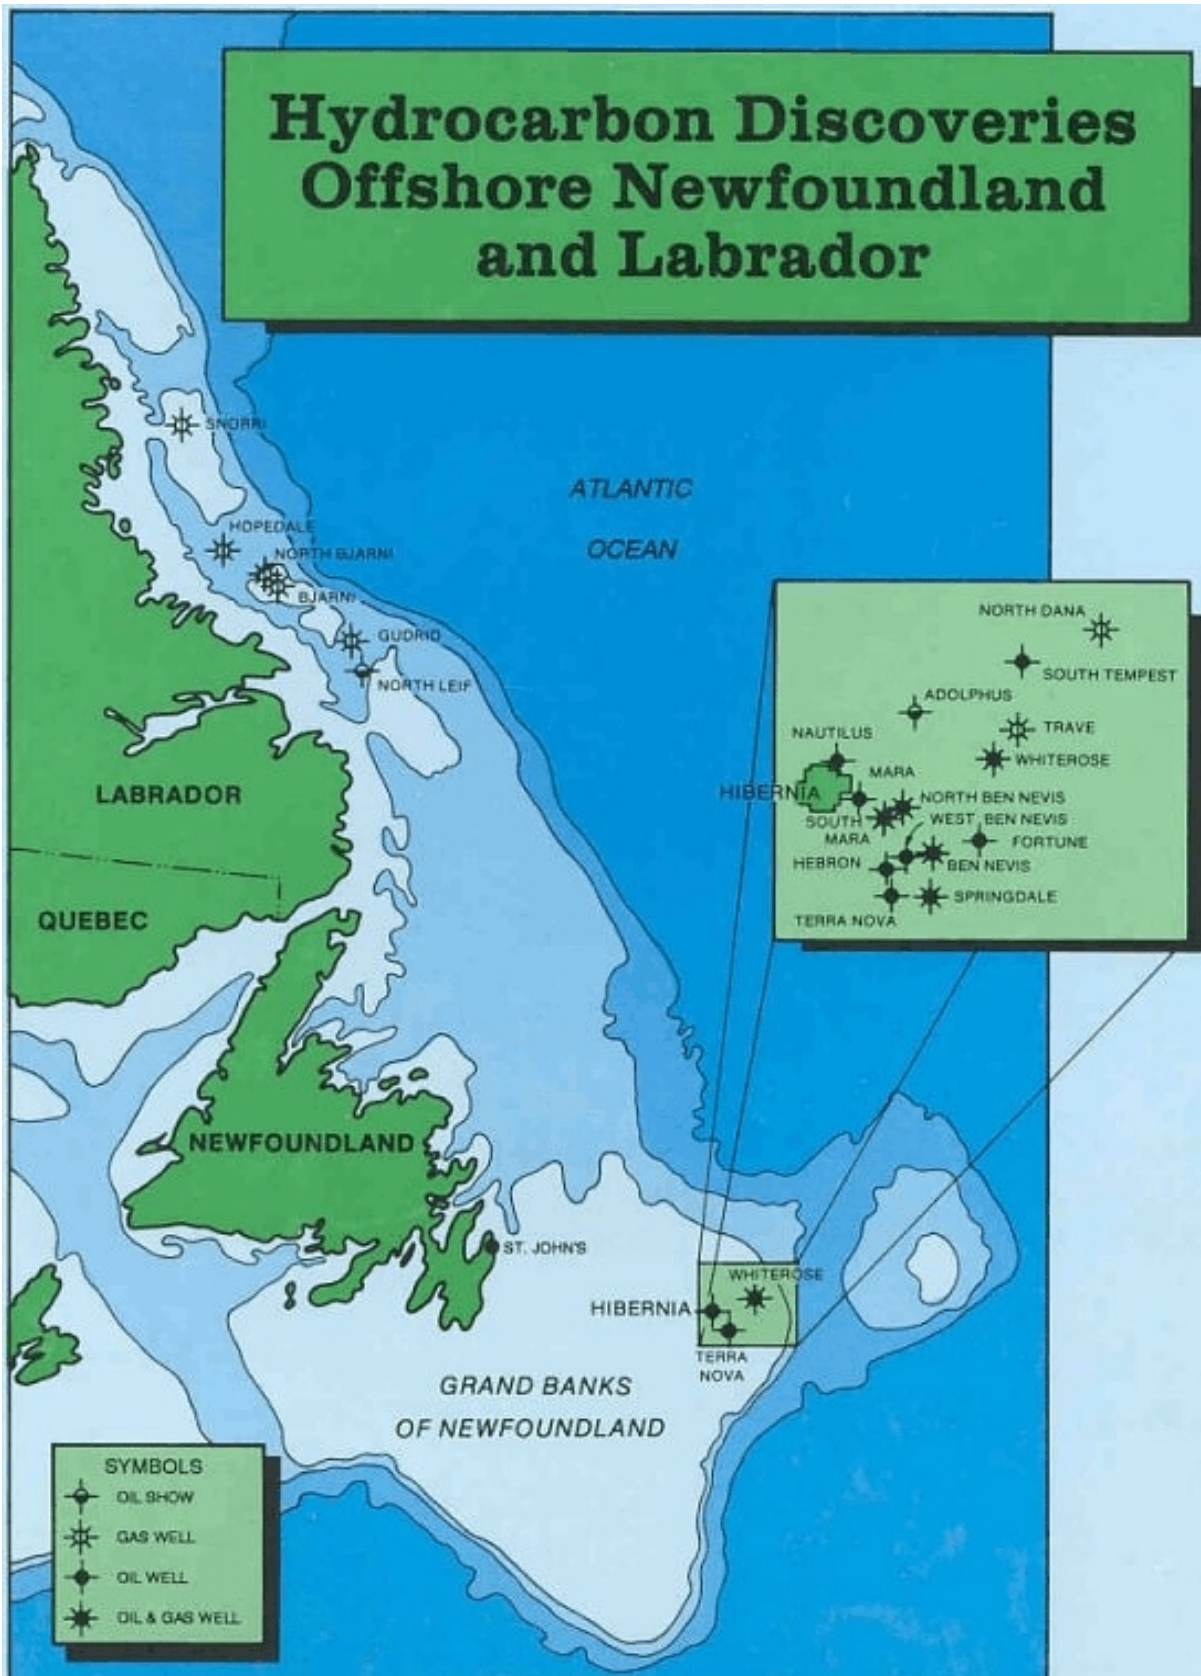 Hydrocarbon Discoveries
Offshore Newfoundland
and Labrador
SNORRI
HOPEDALE
NORTH BJARNI
BJARNI
GUDRID
NORTH LEIF
ATLANTIC
OCEAN
NORTH DANA
SOUTH TEMPEST
ADOLPHUS
TRAVE
NAUTILUS
WHITEROSE
MARA
HIBERNIA
NORTH BEN NEVIS
SOUTH
MARA
WEST BEN NEVIS
FORTUNE
HEBRON
BEN NEVIS
SPRINGDALE
TERRA NOVA
LABRADOR
QUEBEC
NEWFOUNDLAND
ST. JOHN'S
WHITEROSE
HIBERNIA
TERRA
NOVA
GRAND BANKS
OF NEWFOUNDLAND
SYMBOLS
OIL SHOW
GAS WELL
OIL WELL
OIL & GAS WELL